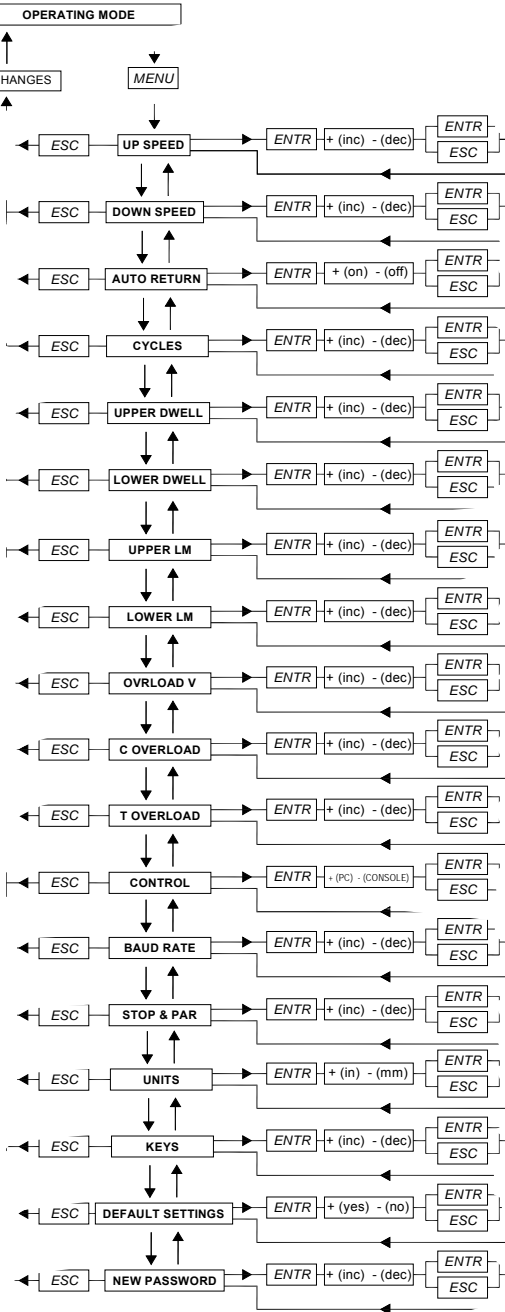 OPERATING MODE
HANGES
MENU
ESC UP SPEED ENTR + (inc) - (dec) ENTR
ESC
ESC DOWN SPEED ENTR + (inc) - (dec) ENTR
ESC
ESC AUTO RETURN ENTR + (on) - (off) ENTR
ESC
ESC CYCLES ENTR + (inc) - (dec) ENTR
ESC
ESC UPPER DWELL ENTR + (inc) - (dec) ENTR
ESC
ESC LOWER DWELL ENTR + (inc) - (dec) ENTR
ESC
ESC UPPER LM ENTR + (inc) - (dec) ENTR
ESC
ESC LOWER LM ENTR + (inc) - (dec) ENTR
ESC
ESC OVRLOAD V ENTR + (inc) - (dec) ENTR
ESC
ESC C OVERLOAD ENTR + (inc) - (dec) ENTR
ESC
ESC T OVERLOAD ENTR + (inc) - (dec) ENTR
ESC
ESC CONTROL ENTR + (PC) - (CONSOLE) ENTR
ESC
ESC BAUD RATE ENTR + (inc) - (dec) ENTR
ESC
ESC STOP & PAR ENTR + (inc) - (dec) ENTR
ESC
ESC UNITS ENTR + (in) - (mm) ENTR
ESC
ESC KEYS ENTR + (inc) - (dec) ENTR
ESC
ESC DEFAULT SETTINGS ENTR + (yes) - (no) ENTR
ESC
ESC NEW PASSWORD ENTR + (inc) - (dec) ENTR
ESC